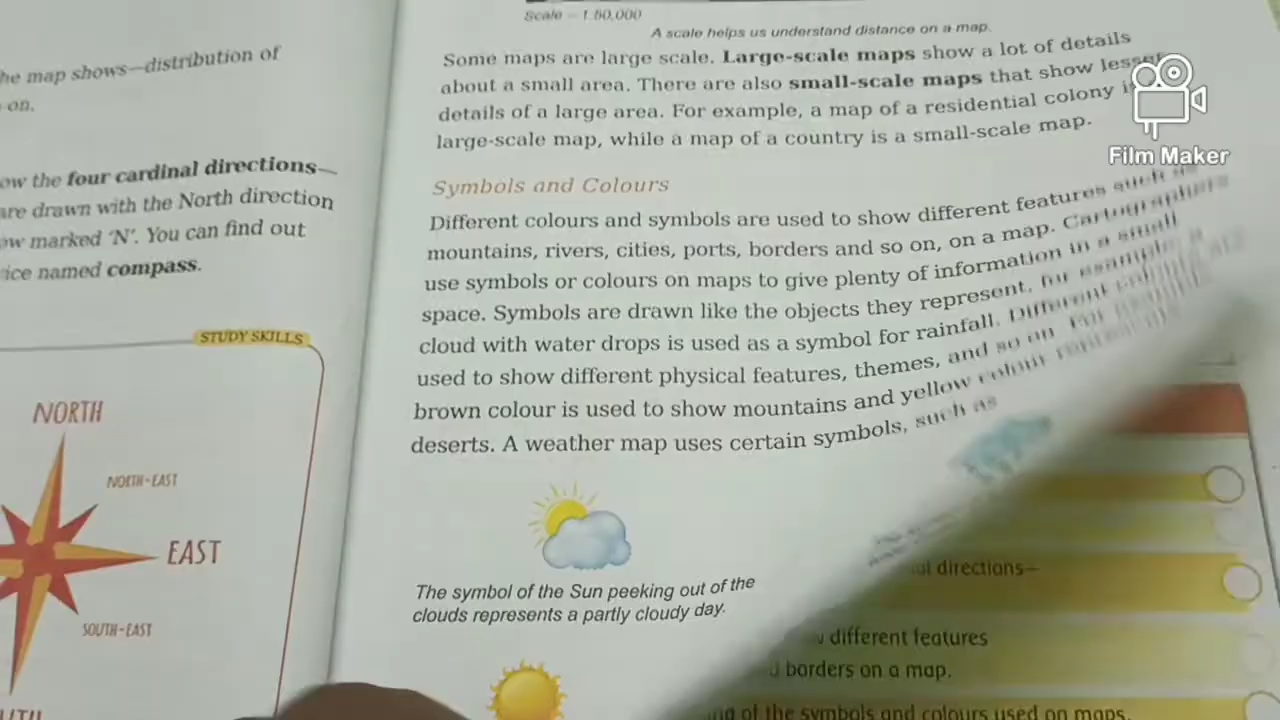 he map shows—distribution of
on.
ow the four cardinal directions—
are drawn with the North direction
ow marked 'N'. You can find out
ice named compass.
STUDY SKILLS
NORTH
NORTH-EAST
EAST
SOUTH-EAST
Scale – 1:50,000
A scale helps us understand distance on a map.
Some maps are large scale. Large-scale maps show a lot of details
about a small area. There are also small-scale maps that show lesser
details of a large area. For example, a map of a residential colony is
large-scale map, while a map of a country is a small-scale map.
Symbols and Colours
Different colours and symbols are used to show different features such as
mountains, rivers, cities, ports, borders and so on, on a map. Cartographers
use symbols or colours on maps to give plenty of information in a small
space. Symbols are drawn like the objects they represent, for example, a
cloud with water drops is used as a symbol for rainfall. Different colours are
used to show different physical features, themes, and so on. For example,
brown colour is used to show mountains and yellow colour
deserts. A weather map uses certain symbols, such as
The symbol of the Sun peeking out of the
clouds represents a partly cloudy day.
directions—
different features
borders on a map.
of the symbols and colours used on maps.
Film Maker